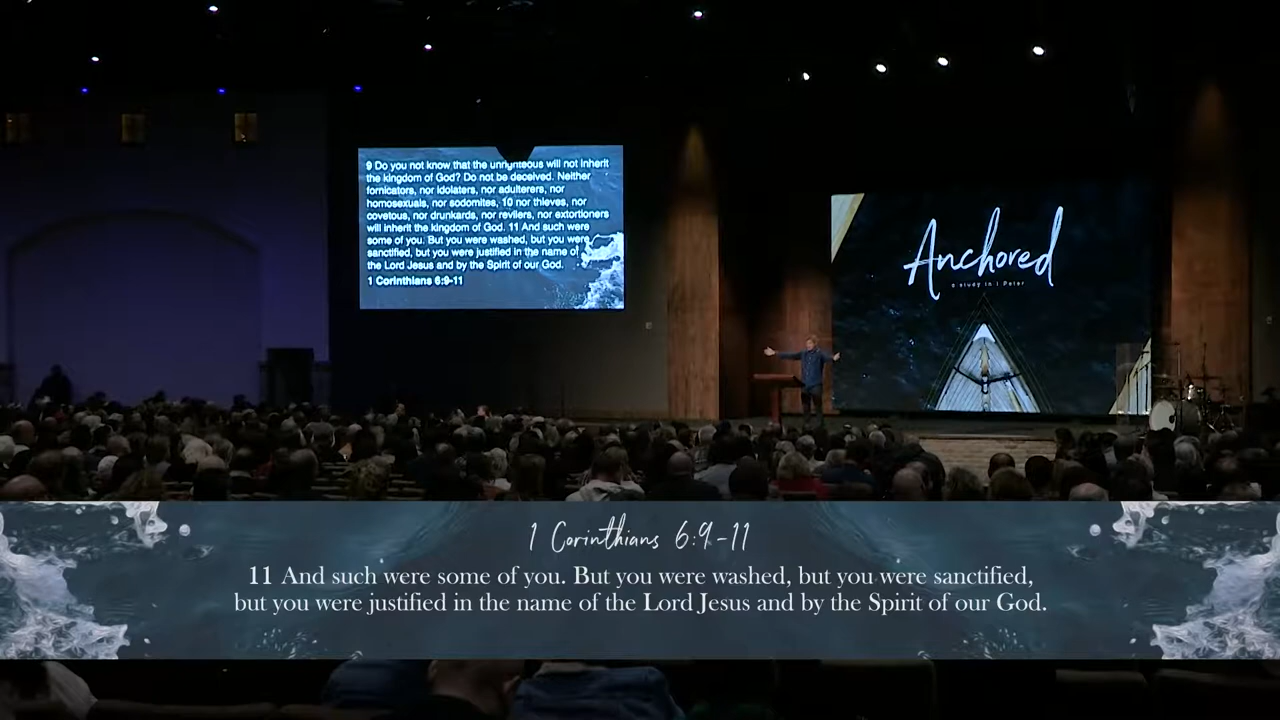 9 Do you not know that the unrighteous will not inherit
the kingdom of God? Do not be deceived. Neither
fornicators, nor idolaters, nor adulterers, nor
homosexuals, nor sodomites, 10 nor thieves, nor
covetous, nor drunkards, nor revilers, nor extortioners
will inherit the kingdom of God. 11 And such were
some of you. But you were washed, but you were
sanctified, but you were justified in the name of
the Lord Jesus and by the Spirit of our God.
1 Corinthians 6:9-11
Anchored
a study in 1 Peter
1 Corinthians 6:9-11
11 And such were some of you. But you were washed, but you were sanctified,
but you were justified in the name of the Lord Jesus and by the Spirit of our God.